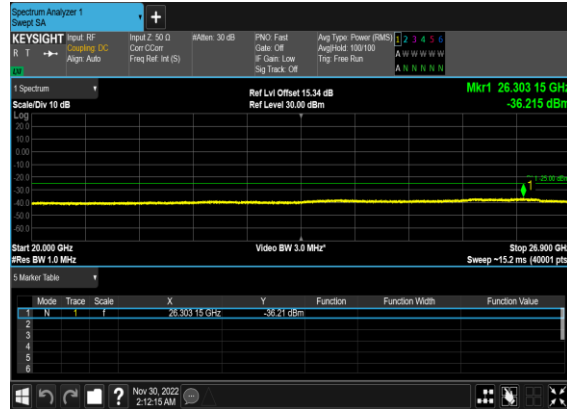 Spectrum Analyzer 1
Swept SA
+
KEYSIGHT Input: RF Input Z: 50 Ω #Atten: 30 dB PNO: Fast Avg Type: Power (RMS) 1 2 3 4 5 6
R T Coupling: DC Corr CCorr Gate: Off Avg|Hold: 100/100 A W W W W W
Align: Auto Freq Ref: Int (S) IF Gain: Low Trig: Free Run A N N N N N
Sig Track: Off
1 Spectrum Ref Lvl Offset 15.34 dB Mkr1 26.303 15 GHz
Scale/Div 10 dB Ref Level 30.00 dBm -36.215 dBm
Log
20.0
10.0
0.00
-10.0
-20.0
-25.00 dBm
-30.0 1
-40.0
-50.0
-60.0
Start 20.000 GHz Video BW 3.0 MHz* Stop 26.900 GHz
#Res BW 1.0 MHz Sweep ~15.2 ms (40001 pts)
5 Marker Table
Mode Trace Scale X Y Function Function Width Function Value
1 N 1 f 26.303 15 GHz -36.21 dBm
2
3
4
5
6
? Nov 30, 2022
2:12:15 AM